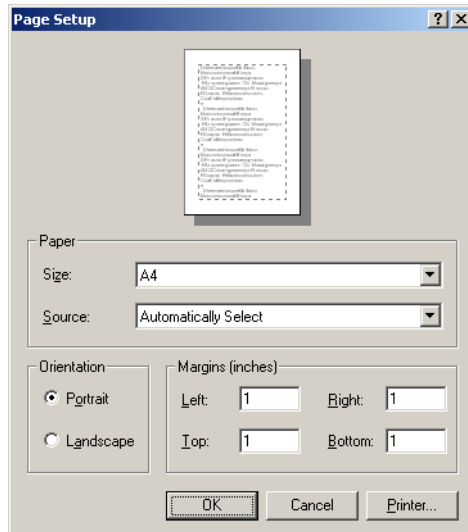 Page Setup
Paper
Size: A4
Source: Automatically Select
Orientation
Portrait
Landscape
Margins (inches)
Left: 1 Right: 1
Top: 1 Bottom: 1
OK Cancel Printer...